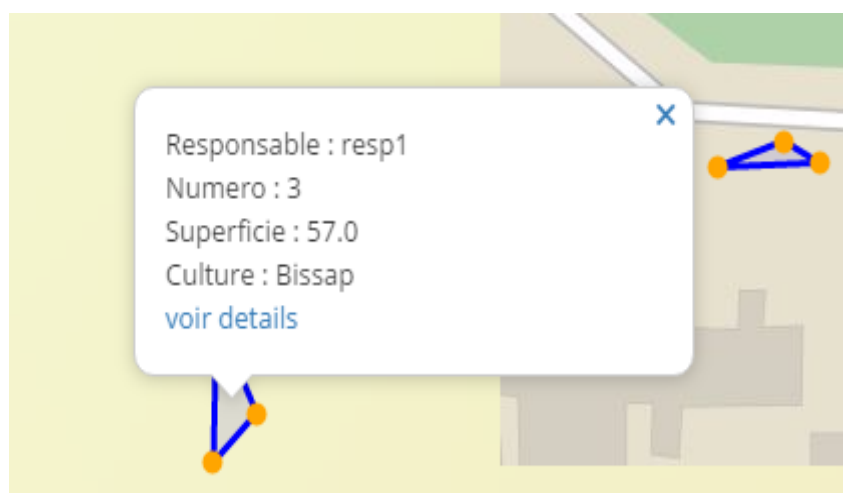 Responsable : resp1
Numero : 3
Superficie : 57.0
Culture : Bissap
voir details